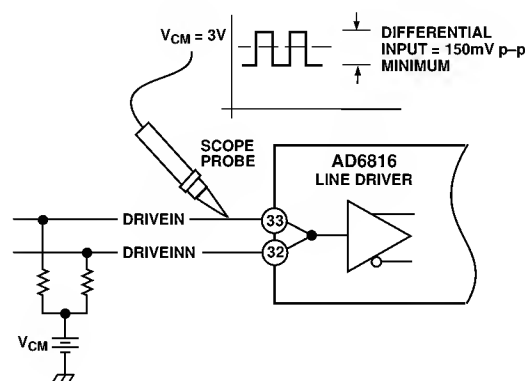 V_CM = 3V
DIFFERENTIAL
INPUT = 150mV p–p
MINIMUM
SCOPE
PROBE
AD6816
LINE DRIVER
DRIVEIN
33
DRIVEINN
32
V_CM